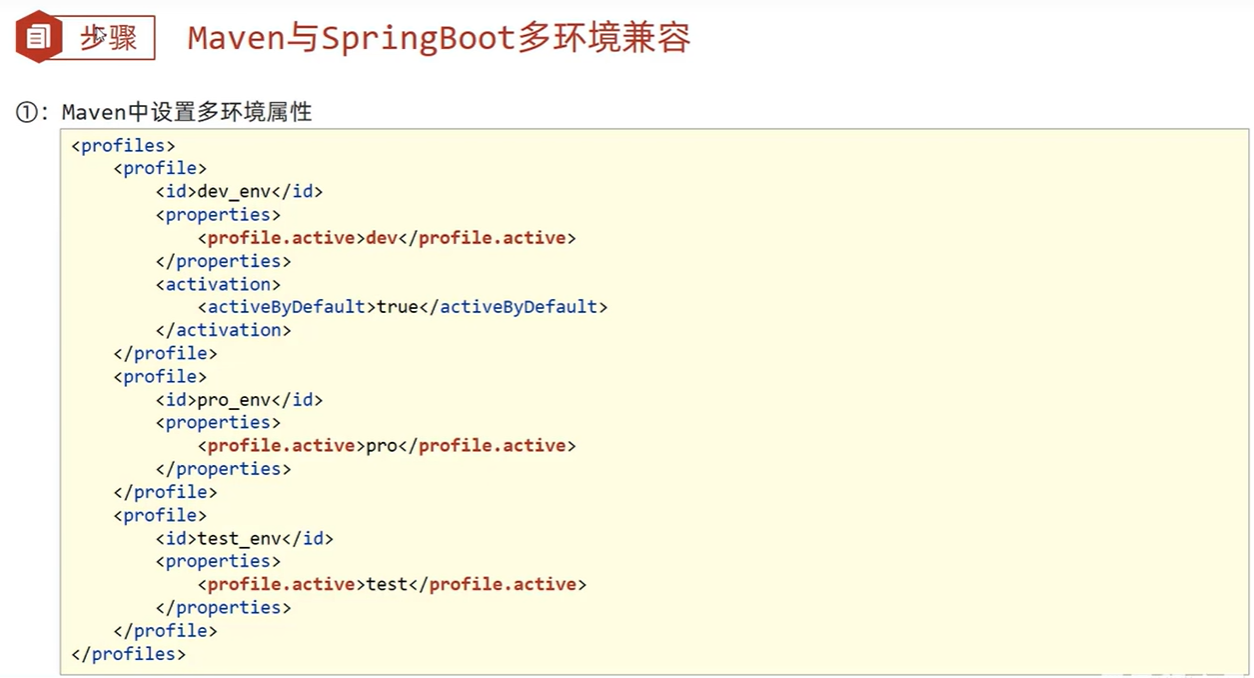 步骤
Maven与SpringBoot多环境兼容
①：Maven中设置多环境属性
<profiles>
<profile>
<id>dev_env</id>
<properties>
<profile.active>dev</profile.active>
</properties>
<activation>
<activeByDefault>true</activeByDefault>
</activation>
</profile>
<profile>
<id>pro_env</id>
<properties>
<profile.active>pro</profile.active>
</properties>
</profile>
<profile>
<id>test_env</id>
<properties>
<profile.active>test</profile.active>
</properties>
</profile>
</profiles>